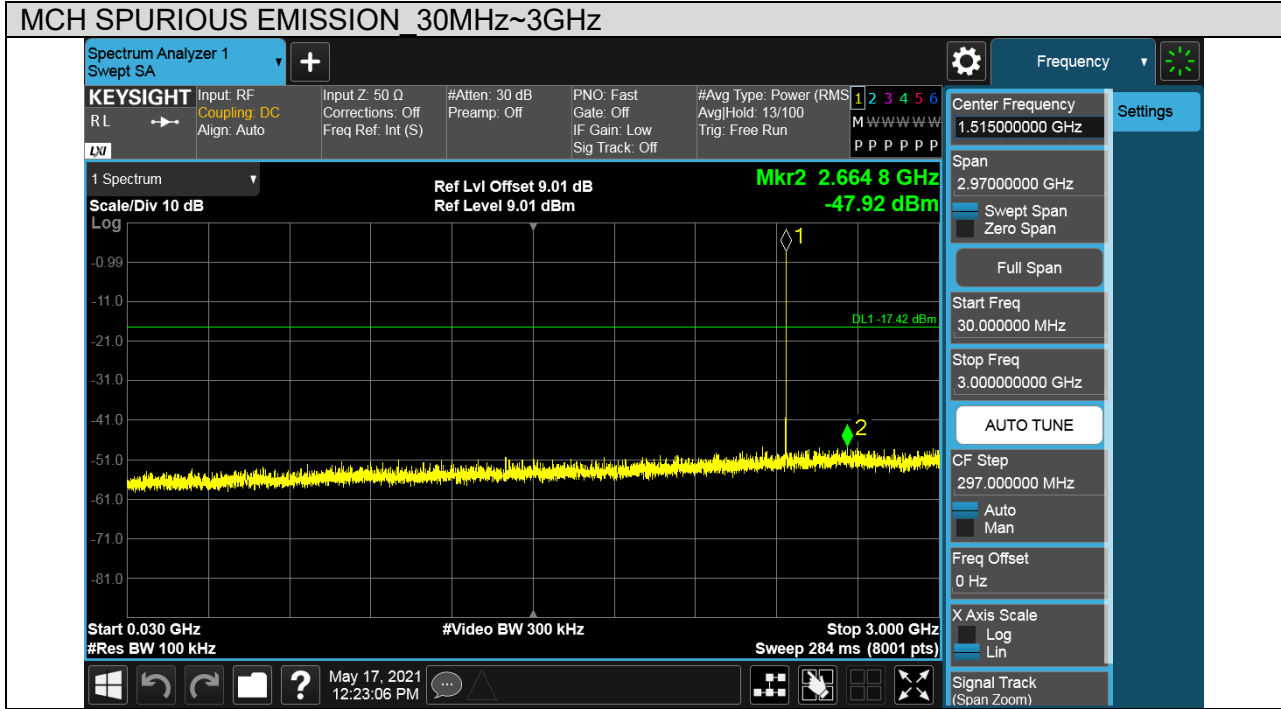 MCH SPURIOUS EMISSION_30MHz~3GHz
Spectrum Analyzer 1
Swept SA
Frequency
KEYSIGHT
RL
LXI
Input: RF
Coupling: DC
Align: Auto
Input Z: 50 Ω
Corrections: Off
Freq Ref: Int (S)
#Atten: 30 dB
Preamp: Off
PNO: Fast
Gate: Off
IF Gain: Low
Sig Track: Off
#Avg Type: Power (RMS
Avg|Hold: 13/100
Trig: Free Run
1 2 3 4 5 6
M W W W W W
P P P P P P
1 Spectrum
Scale/Div 10 dB
Log
Ref Lvl Offset 9.01 dB
Ref Level 9.01 dBm
Mkr2 2.664 8 GHz
-47.92 dBm
1
-0.99
-11.0
DL1 -17.42 dBm
-21.0
-31.0
-41.0
2
-51.0
-61.0
-71.0
-81.0
Start 0.030 GHz
#Video BW 300 kHz
Stop 3.000 GHz
#Res BW 100 kHz
Sweep 284 ms (8001 pts)
May 17, 2021
12:23:06 PM
Center Frequency
1.515000000 GHz
Settings
Span
2.97000000 GHz
Swept Span
Zero Span
Full Span
Start Freq
30.000000 MHz
Stop Freq
3.000000000 GHz
AUTO TUNE
CF Step
297.000000 MHz
Auto
Man
Freq Offset
0 Hz
X Axis Scale
Log
Lin
Signal Track
(Span Zoom)